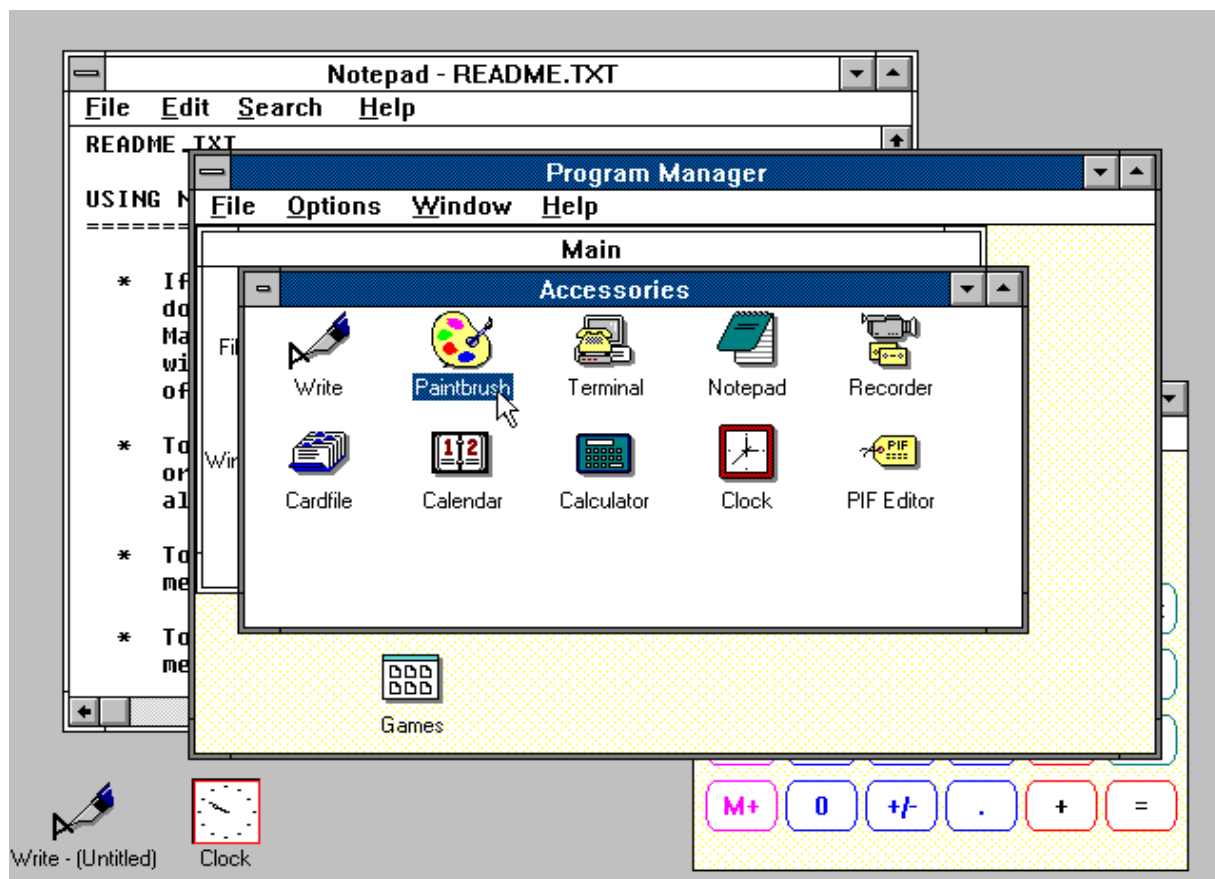 Notepad - README.TXT
File Edit Search Help
README.TXT
USING N
==========
* If
do
Ma
wi
of
* To
or
al
* To
me
* To
me
Program Manager
File Options Window Help
Main
Fil
Win
Accessories
Write Paintbrush Terminal Notepad Recorder
Cardfile Calendar Calculator Clock PIF Editor
Games
M+ 0 +/- . + =
Write - (Untitled) Clock